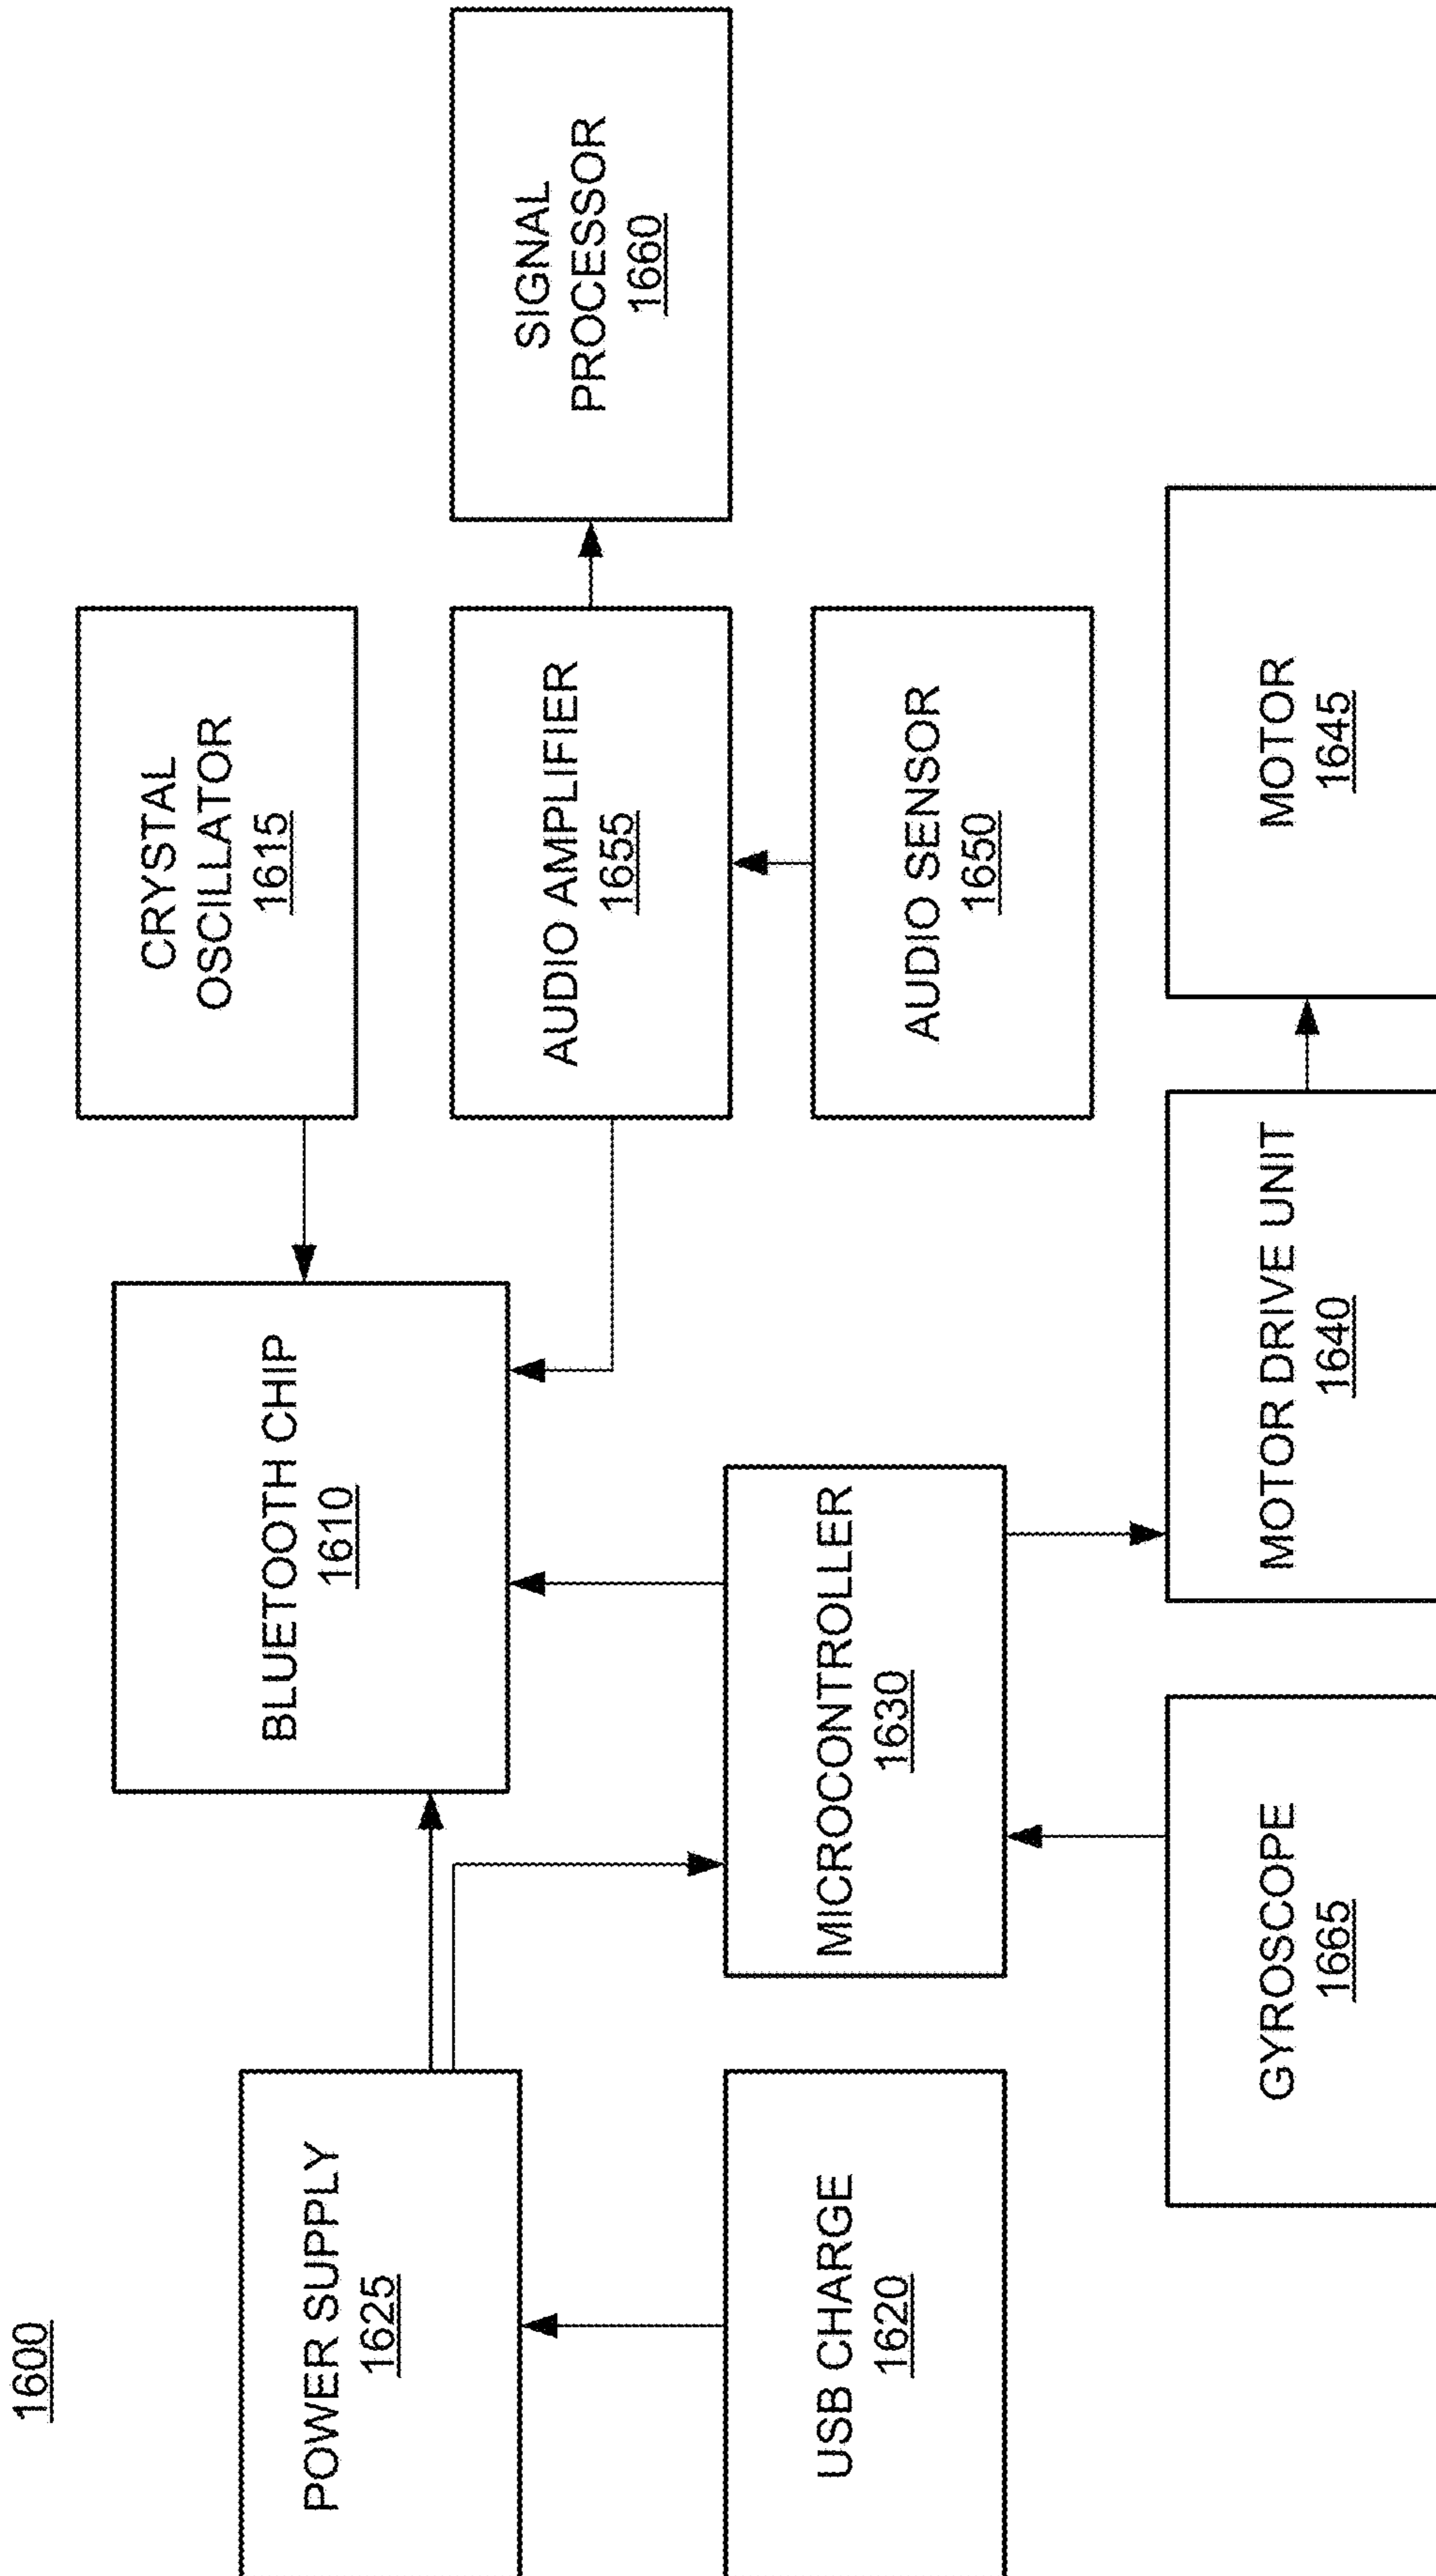 1600
POWER SUPPLY
1625
BLUETOOTH CHIP
1610
CRYSTAL
OSCILLATOR
1615
AUDIO AMPLIFIER
1655
SIGNAL
PROCESSOR
1660
USB CHARGE
1620
MICROCONTROLLER
1630
AUDIO SENSOR
1650
GYROSCOPE
1665
MOTOR DRIVE UNIT
1640
MOTOR
1645